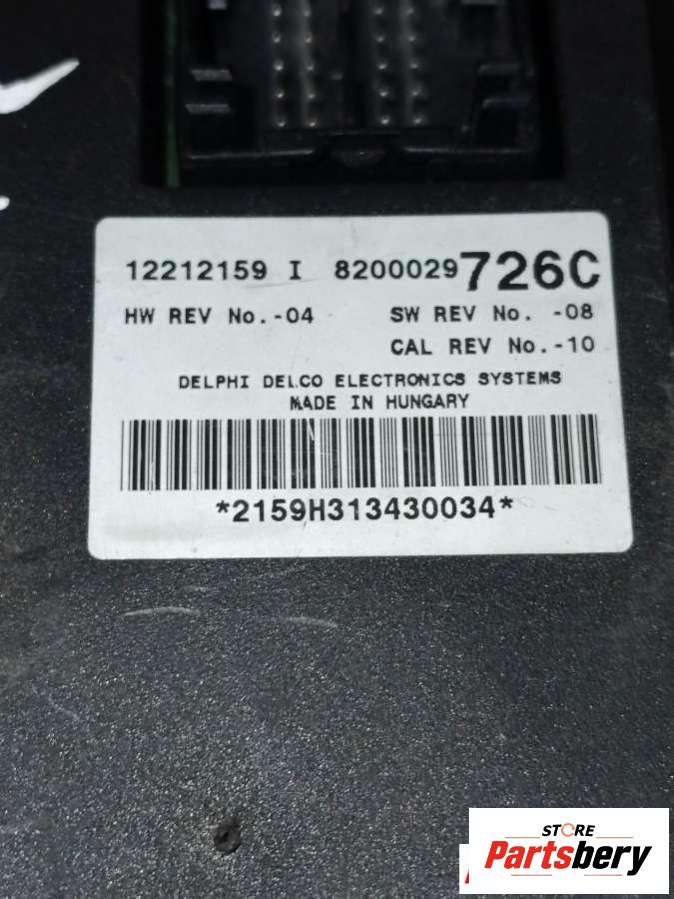 12212159 I 8200029726C
HW REV No.-04 SW REV No. -08
CAL REV No.-10
DELPHI DELCO ELECTRONICS SYSTEMS
MADE IN HUNGARY
*2159H313430034*
STORE
Partsbery